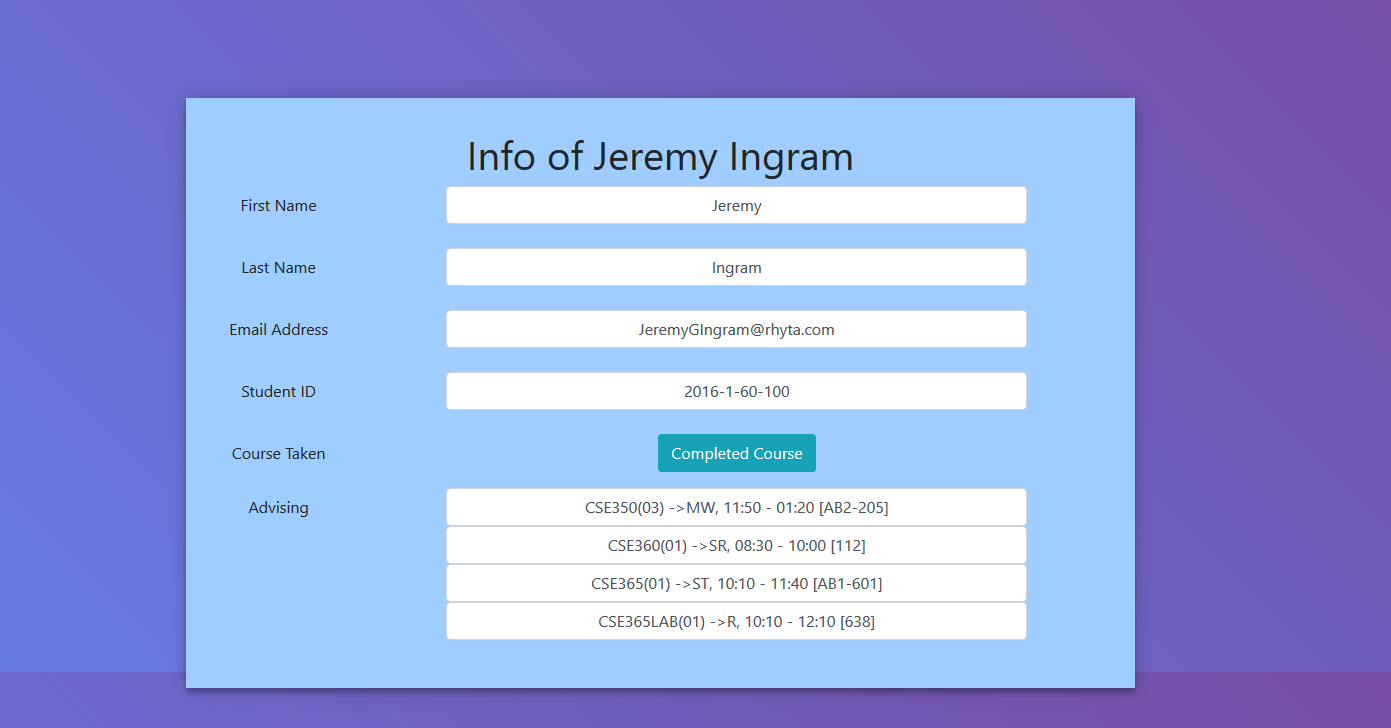 Info of Jeremy Ingram
First Name Jeremy
Last Name Ingram
Email Address JeremyGIngram@rhyta.com
Student ID 2016-1-60-100
Course Taken Completed Course
Advising CSE350(03) ->MW, 11:50 - 01:20 [AB2-205]
CSE360(01) ->SR, 08:30 - 10:00 [112]
CSE365(01) ->ST, 10:10 - 11:40 [AB1-601]
CSE365LAB(01) ->R, 10:10 - 12:10 [638]